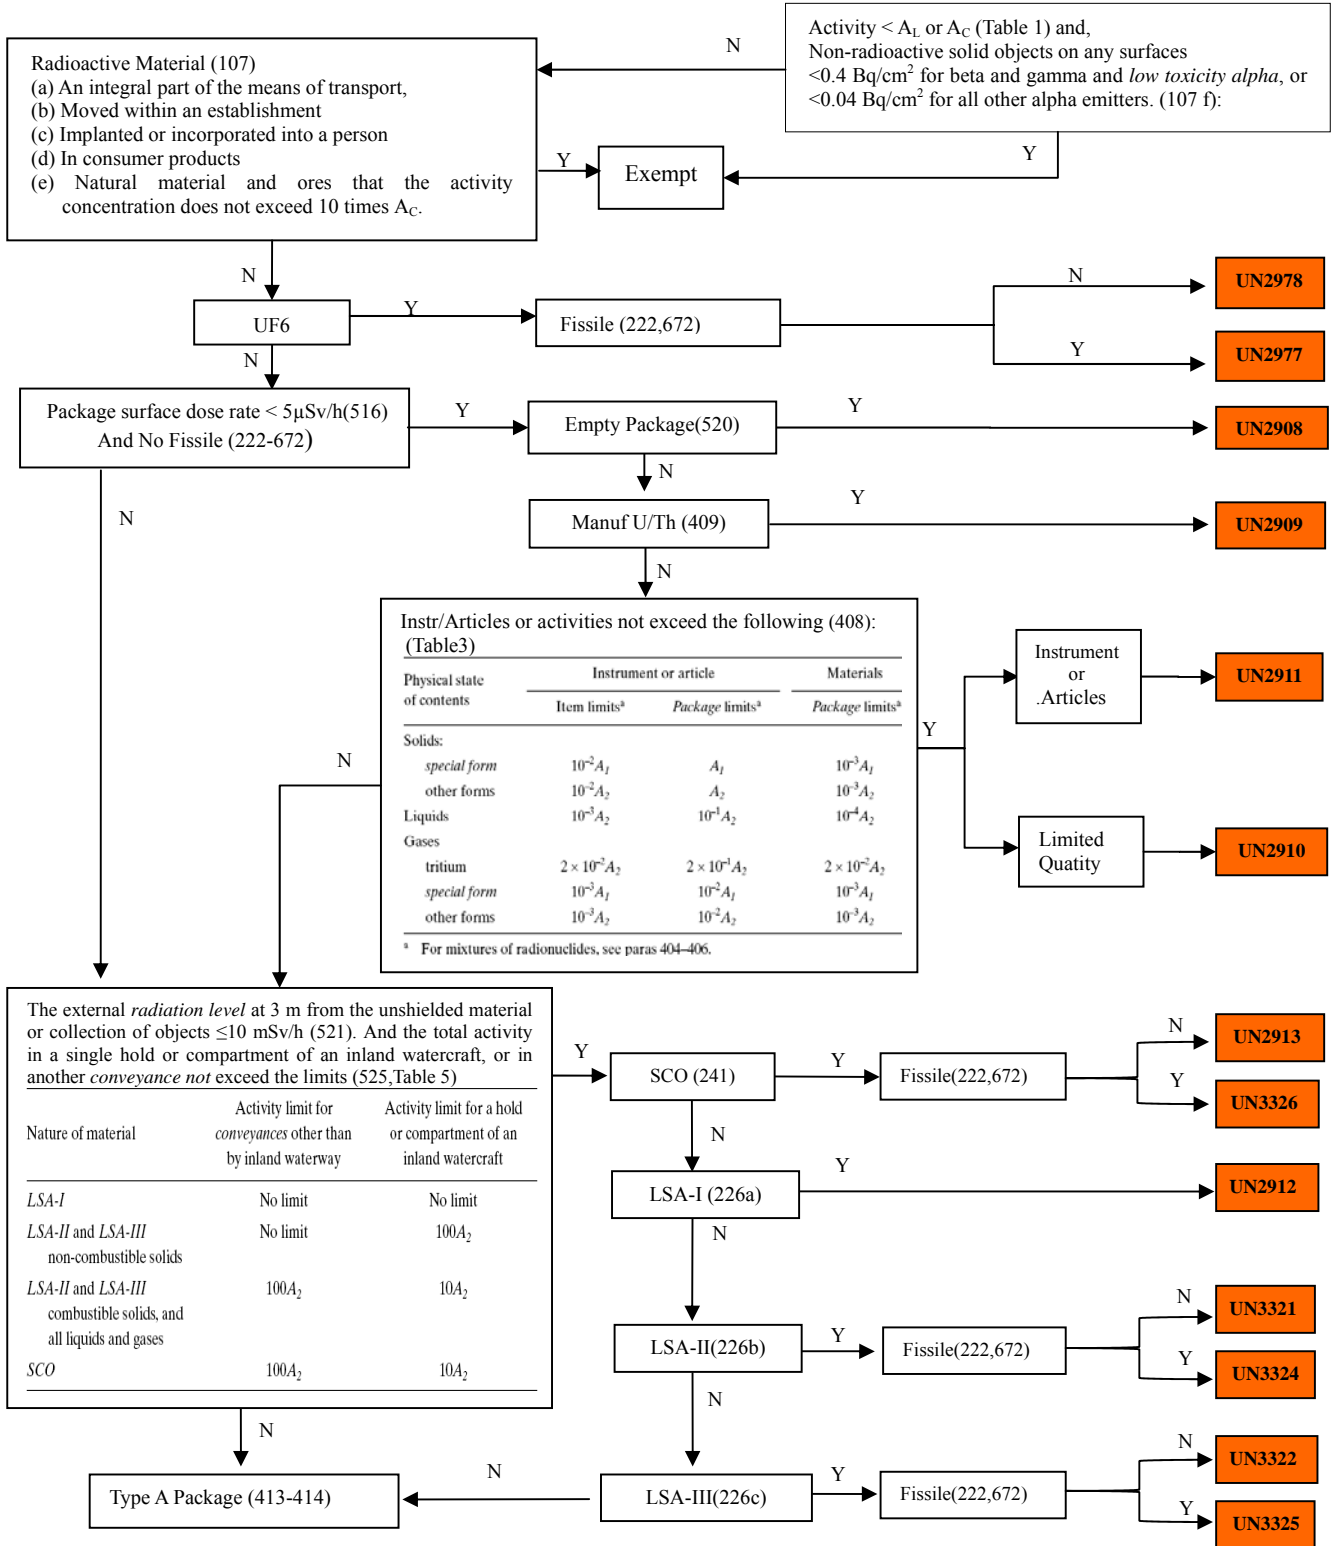 Activity < A_L or A_C (Table 1) and,
Non-radioactive solid objects on any surfaces
<0.4 Bq/cm² for beta and gamma and low toxicity alpha, or
<0.04 Bq/cm² for all other alpha emitters. (107 f):
N
Y
Radioactive Material (107)
(a) An integral part of the means of transport,
(b) Moved within an establishment
(c) Implanted or incorporated into a person
(d) In consumer products
(e) Natural material and ores that the activity
concentration does not exceed 10 times A_C.
Y
Exempt
N
UF6
Y
Fissile (222,672)
N
UN2978
Y
UN2977
N
Package surface dose rate < 5μSv/h(516)
And No Fissile (222-672)
Y
Empty Package(520)
Y
UN2908
N
N
Manuf U/Th (409)
Y
UN2909
N
Instr/Articles or activities not exceed the following (408):
(Table3)
Physical state
of contents
Instrument or article
Materials
Item limitsᵃ
Package limitsᵃ
Package limitsᵃ
Solids:
special form 10⁻²A₁ A₁ 10⁻³A₁
other forms 10⁻²A₂ A₂ 10⁻³A₂
Liquids 10⁻³A₂ 10⁻¹A₂ 10⁻⁴A₂
Gases
tritium 2 × 10⁻²A₂ 2 × 10⁻¹A₂ 2 × 10⁻²A₂
special form 10⁻³A₁ 10⁻²A₁ 10⁻³A₁
other forms 10⁻³A₂ 10⁻²A₂ 10⁻³A₂
ᵃ For mixtures of radionuclides, see paras 404–406.
N
Y
Instrument
or
.Articles
UN2911
Limited
Quatity
UN2910
The external radiation level at 3 m from the unshielded material
or collection of objects ≤10 mSv/h (521). And the total activity
in a single hold or compartment of an inland watercraft, or in
another conveyance not exceed the limits (525,Table 5)
Nature of material
Activity limit for
conveyances other than
by inland waterway
Activity limit for a hold
or compartment of an
inland watercraft
LSA-I No limit No limit
LSA-II and LSA-III No limit 100A₂
non-combustible solids
LSA-II and LSA-III 100A₂ 10A₂
combustible solids, and
all liquids and gases
SCO 100A₂ 10A₂
Y
SCO (241)
Y
Fissile(222,672)
N
UN2913
Y
UN3326
N
LSA-I (226a)
Y
UN2912
N
LSA-II(226b)
Y
Fissile(222,672)
N
UN3321
Y
UN3324
N
LSA-III(226c)
Y
Fissile(222,672)
N
UN3322
Y
UN3325
N
N
Type A Package (413-414)